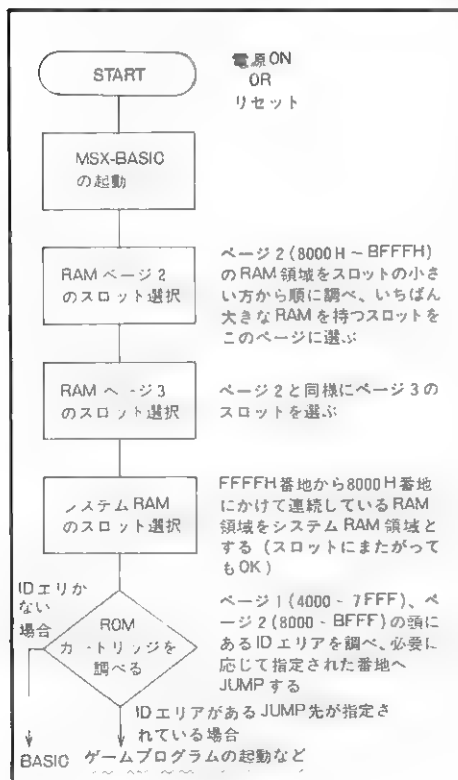 START
電源ON
OR
リセット
MSX-BASIC
の起動
RAMページ2
のスロット選択
ページ2(8000H~BFFFH)
のRAM領域をスロットの小さ
い方から順に調べ、いちばん
大きなRAMを持つスロットを
このページに選ぶ
RAMページ3
のスロット選択
ページ2と同様にページ3の
スロットを選ぶ
システムRAM
のスロット選択
FFFFH番地から8000H番地
にかけて連続しているRAM
領域をシステムRAM領域と
する(スロットにまたがって
もOK)
IDエリが
ない
場合
ROM
カートリッジを
調べる
ページ1(4000~7FFF)、ペー
ジ2(8000~BFFF)の頭に
あるIDエリアを調べ、必要に
応じて指定された番地へ
JUMPする
IDエリアがあるJUMP先が指定さ
れている場合
BASIC ゲームプログラムの起動など